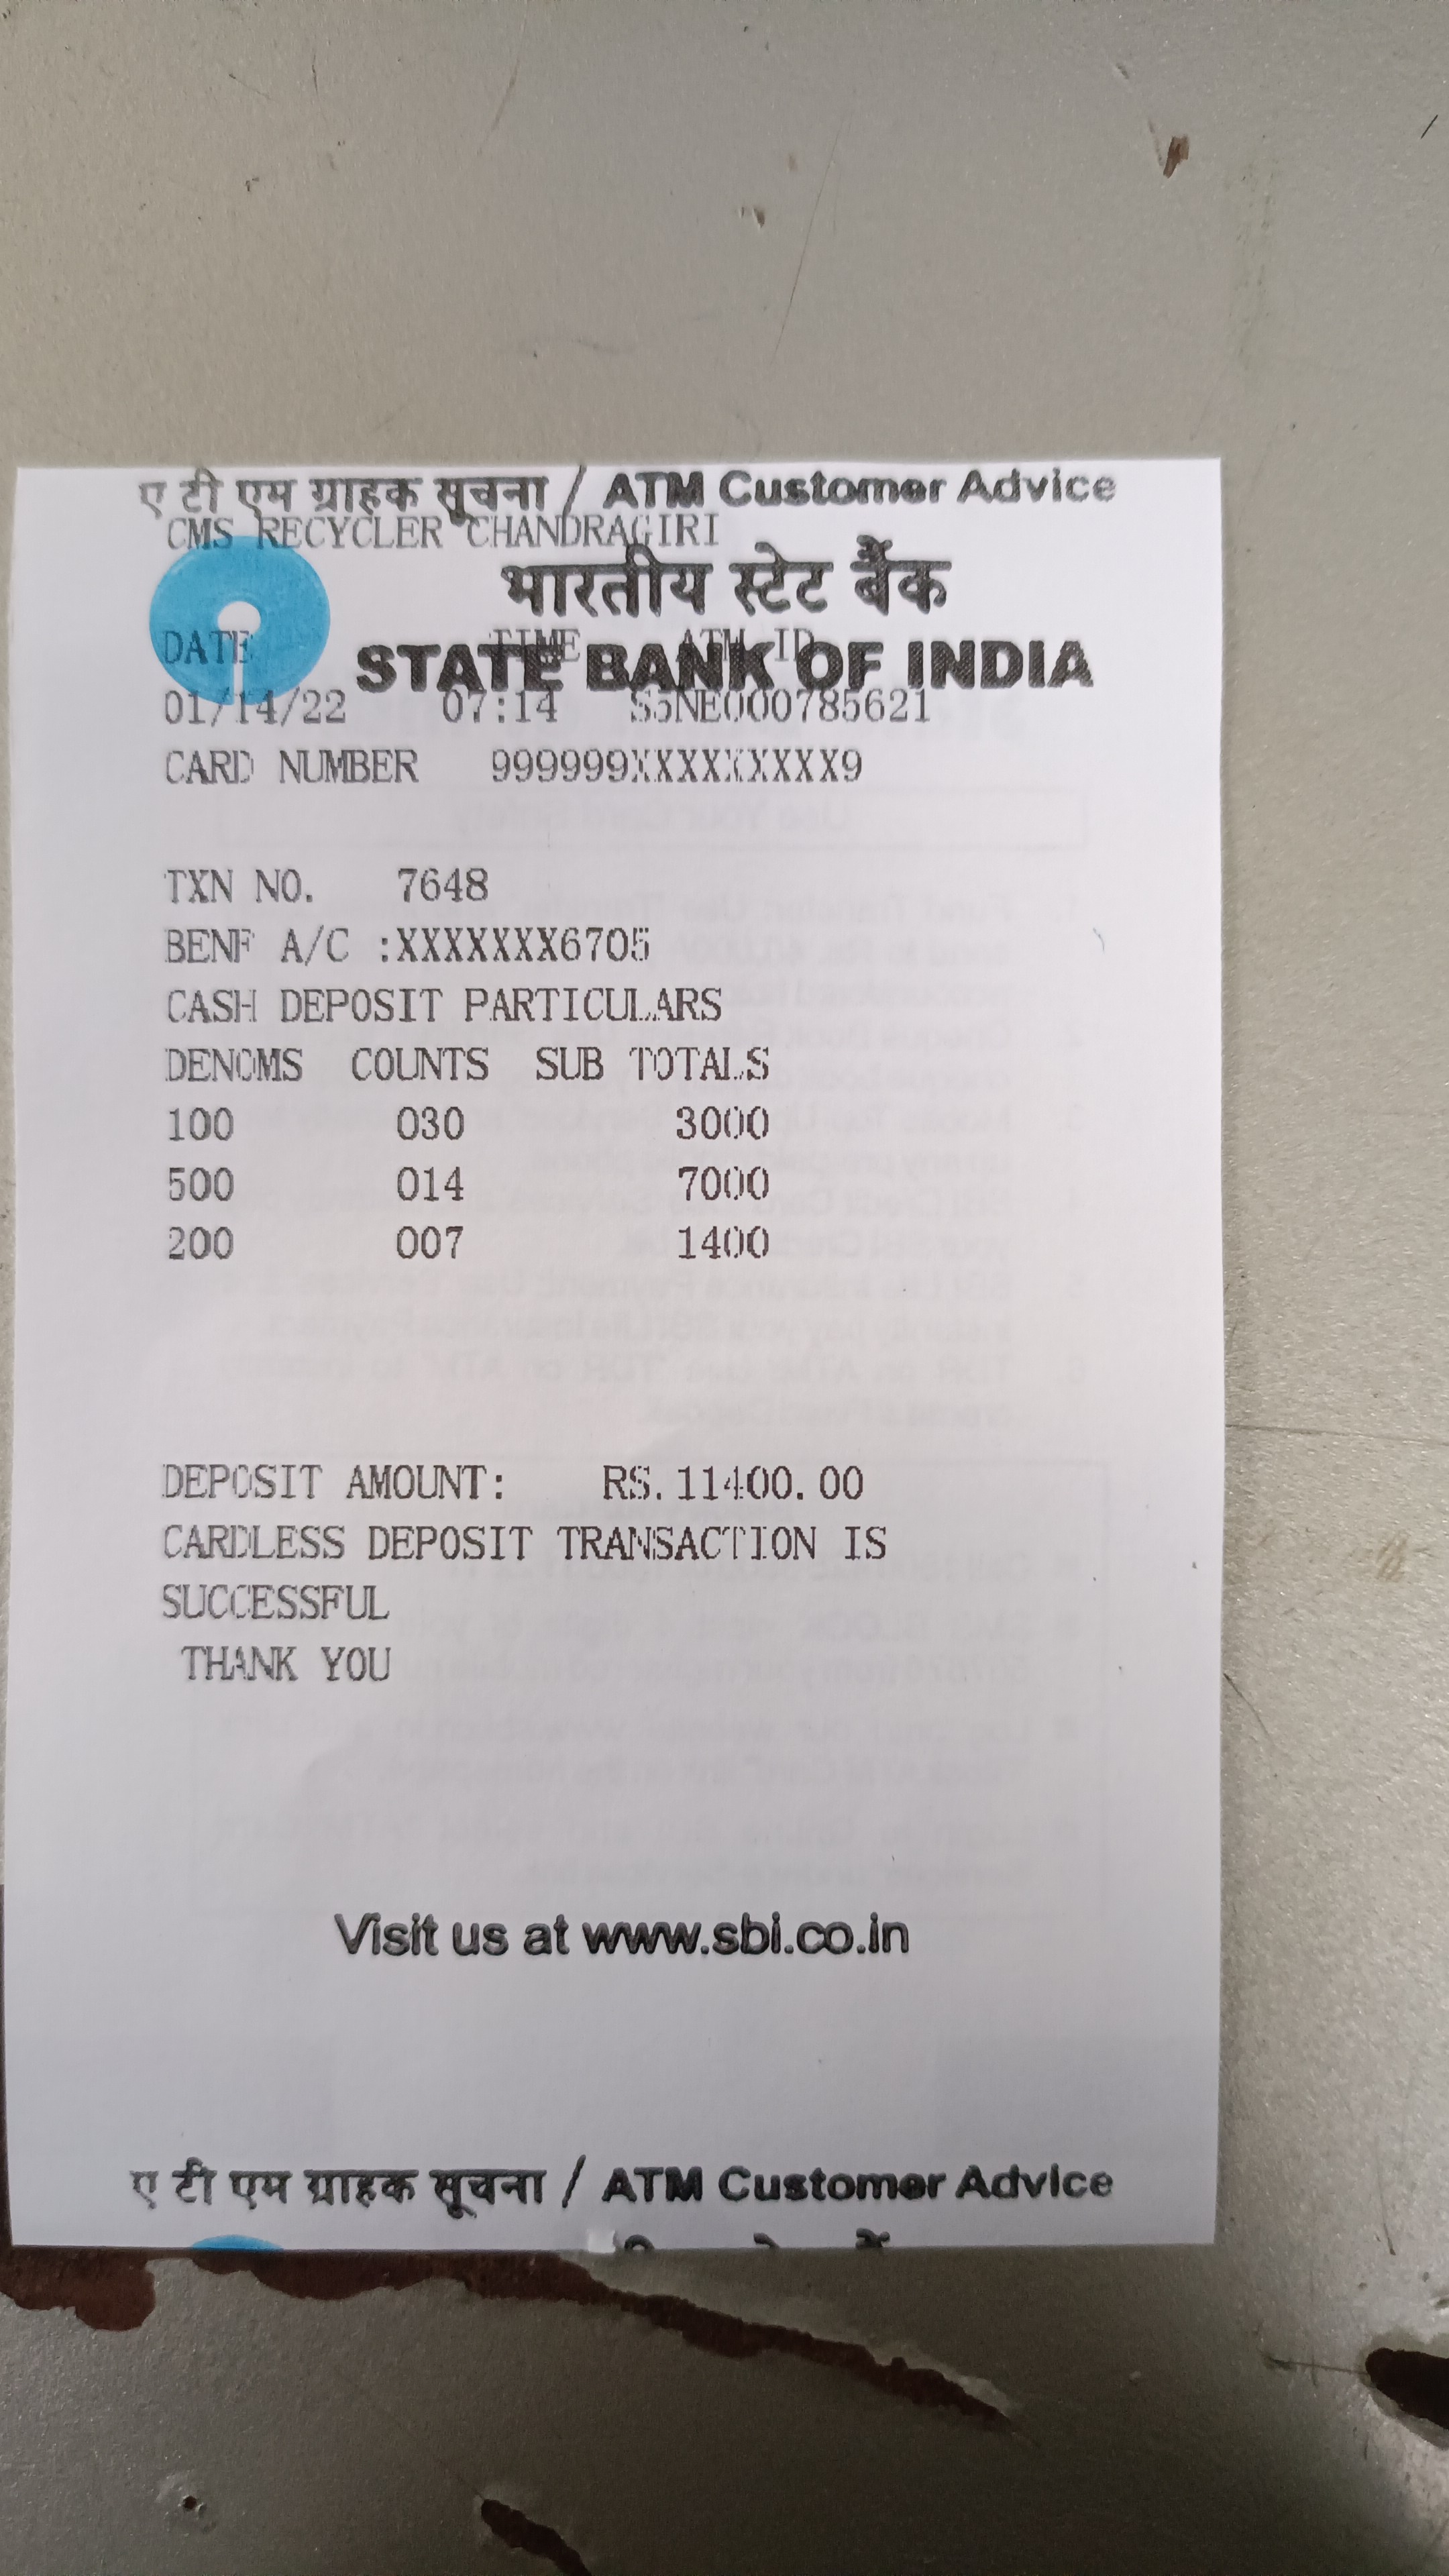 ए टी एम ग्राहक सूचना / ATM Customer Advice
CMS RECYCLER CHANDRAGIRI
भारतीय स्टेट बैंक
DATE TIME ATM ID
STATE BANK OF INDIA
01/14/22 07:14 S5NE000785621
CARD NUMBER 999999XXXXXXXXX9
TXN NO. 7648
BENF A/C :XXXXXXX6705
CASH DEPOSIT PARTICULARS
DENOMS COUNTS SUB TOTALS
100 030 3000
500 014 7000
200 007 1400
DEPOSIT AMOUNT: RS.11400.00
CARDLESS DEPOSIT TRANSACTION IS
SUCCESSFUL
THANK YOU
Visit us at www.sbi.co.in
ए टी एम ग्राहक सूचना / ATM Customer Advice